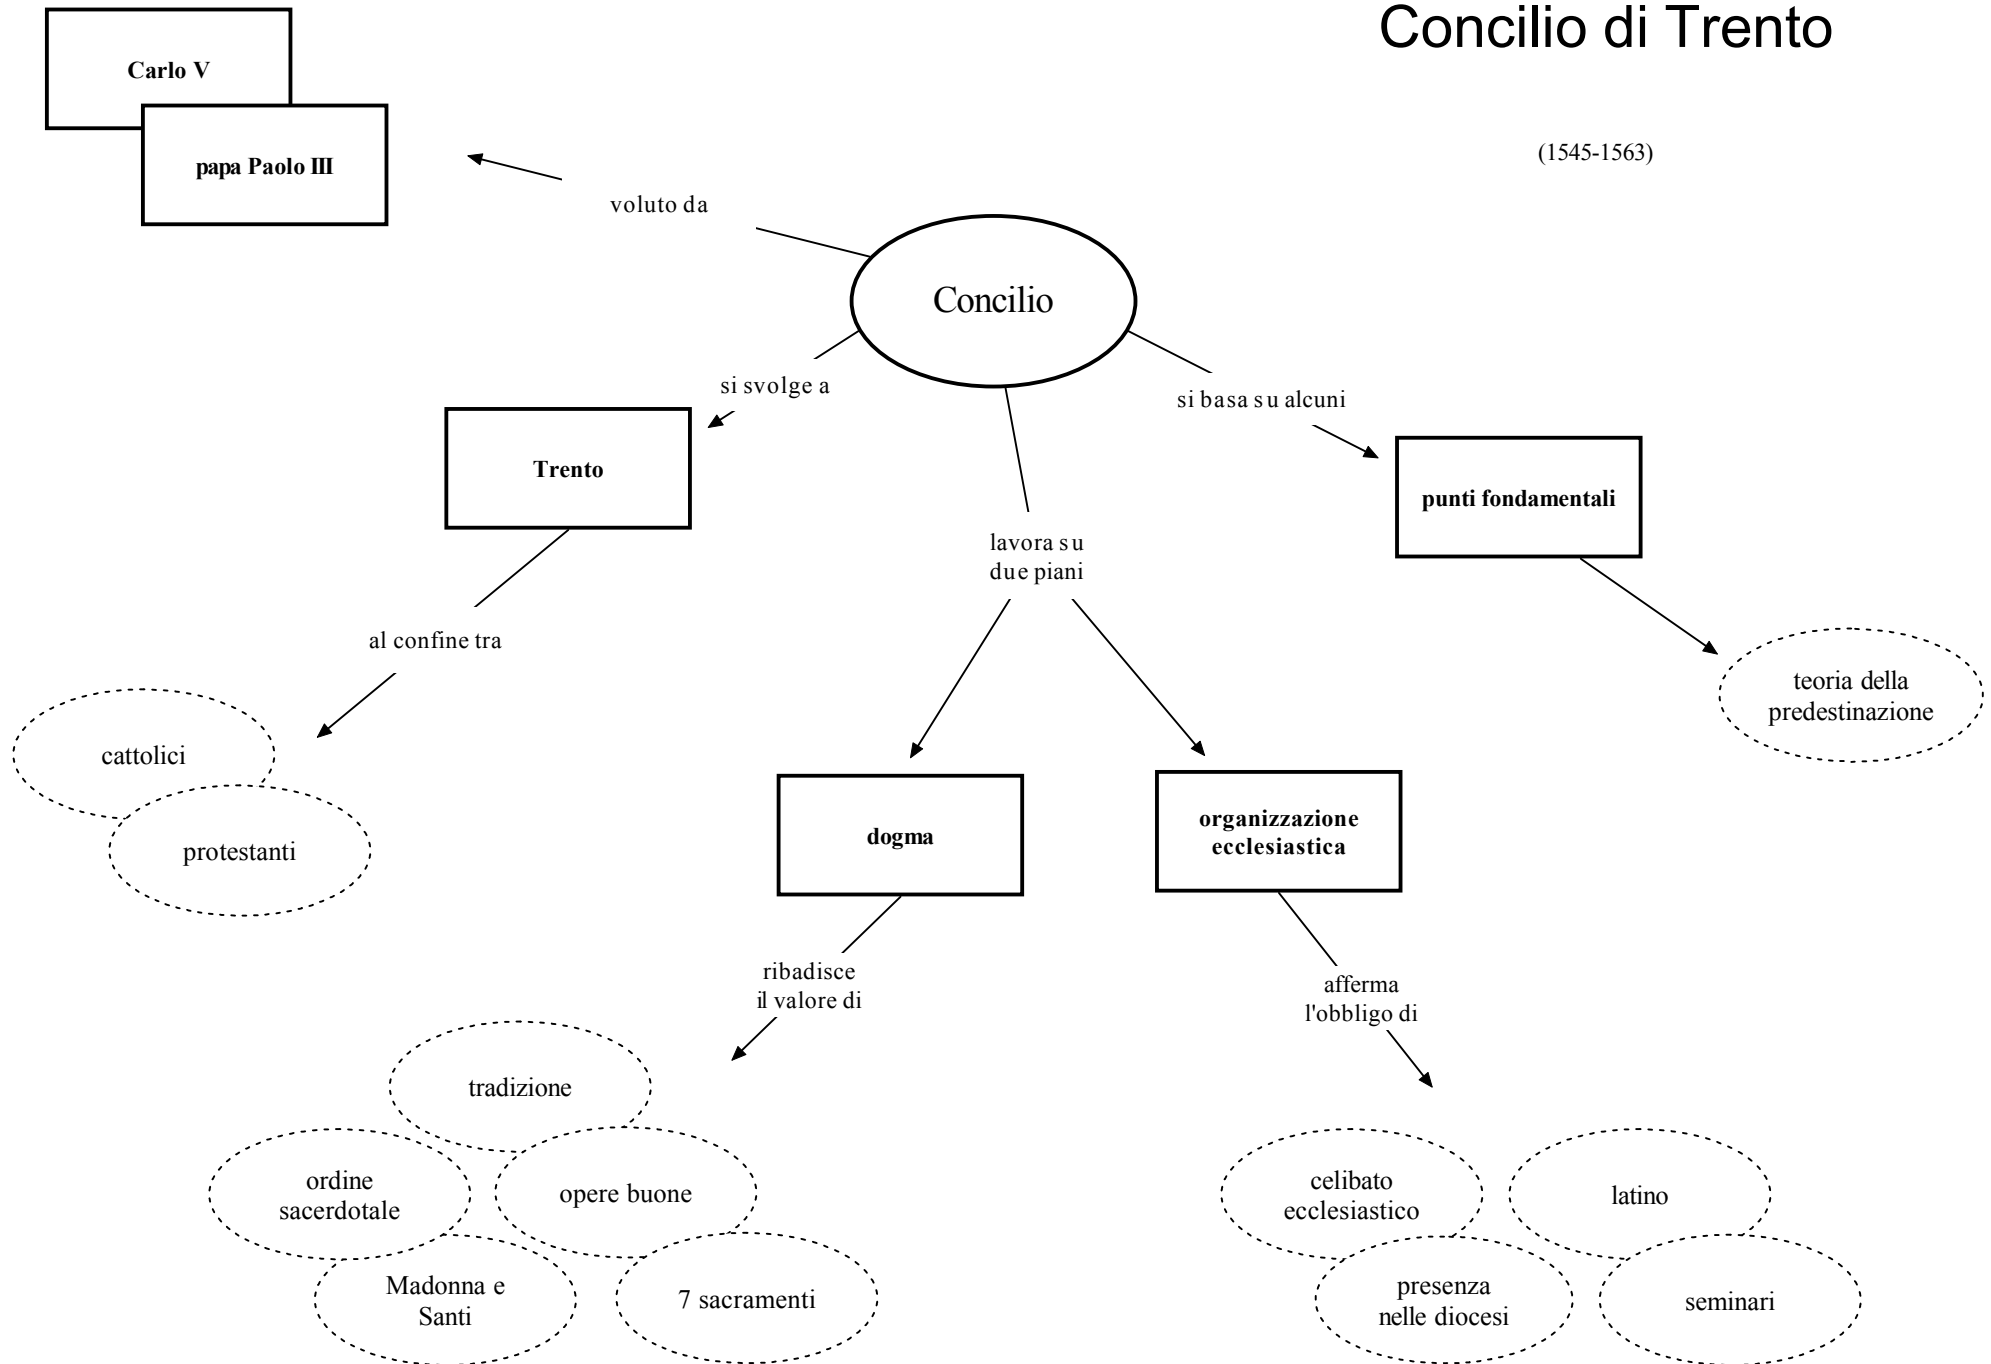 Concilio di Trento
(1545-1563)
Carlo V
papa Paolo III
voluto da
Concilio
si svolge a
si basa su alcuni
Trento
punti fondamentali
lavora su
due piani
al confine tra
teoria della
predestinazione
cattolici
protestanti
dogma
organizzazione
ecclesiastica
ribadisce
il valore di
afferma
l'obbligo di
tradizione
ordine
sacerdotale
opere buone
Madonna e
Santi
7 sacramenti
celibato
ecclesiastico
latino
presenza
nelle diocesi
seminari